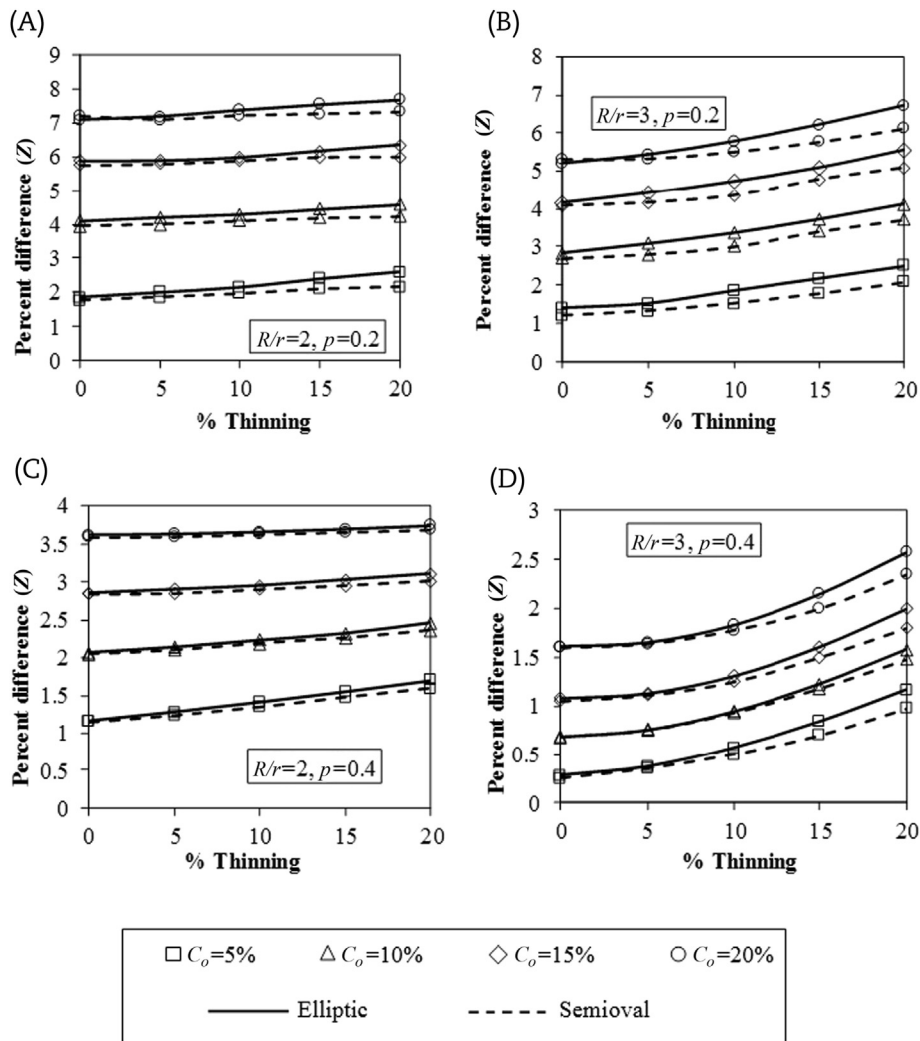 (A)
9
8
7
6
5
4
3
2
1
0
Percent difference (Z)
R/r=2, p=0.2
0 5 10 15 20
% Thinning
(B)
8
7
6
5
4
3
2
1
0
Percent difference (Z)
R/r=3, p=0.2
0 5 10 15 20
% Thinning
(C)
4
3.5
3
2.5
2
1.5
1
0.5
0
Percent difference (Z)
R/r=2, p=0.4
0 5 10 15 20
% Thinning
(D)
3
2.5
2
1.5
1
0.5
0
Percent difference (Z)
R/r=3, p=0.4
0 5 10 15 20
% Thinning
Co=5% Co=10% Co=15% Co=20%
Elliptic Semioval